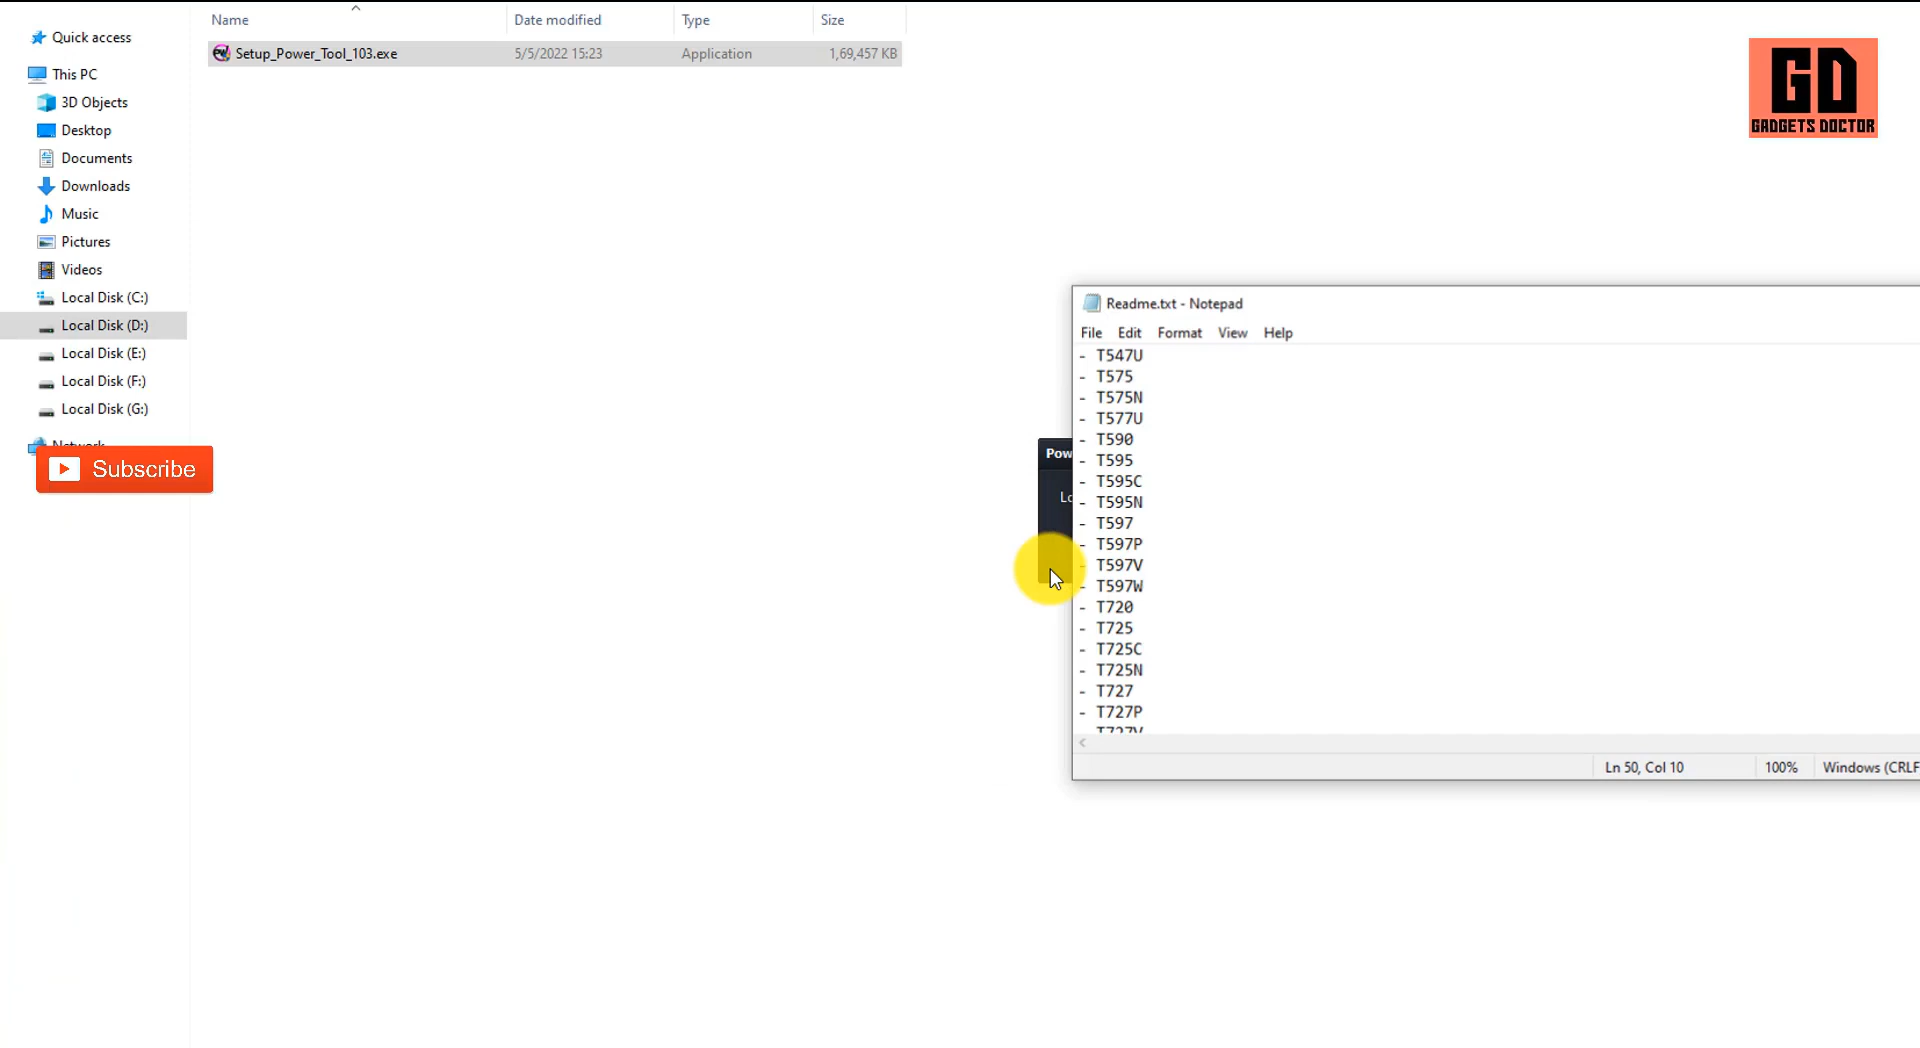 Name Date modified Type Size
Setup_Power_Tool_103.exe 5/5/2022 15:23 Application 1,69,457 KB
Quick access
This PC
3D Objects
Desktop
Documents
Downloads
Music
Pictures
Videos
Local Disk (C:)
Local Disk (D:)
Local Disk (E:)
Local Disk (F:)
Local Disk (G:)
Network
Subscribe
GD
GADGETS DOCTOR
Pow
Lo
Readme.txt - Notepad
File Edit Format View Help
- T547U
- T575
- T575N
- T577U
- T590
- T595
- T595C
- T595N
- T597
- T597P
- T597V
- T597W
- T720
- T725
- T725C
- T725N
- T727
- T727P
T727V
Ln 50, Col 10 100% Windows (CRLF